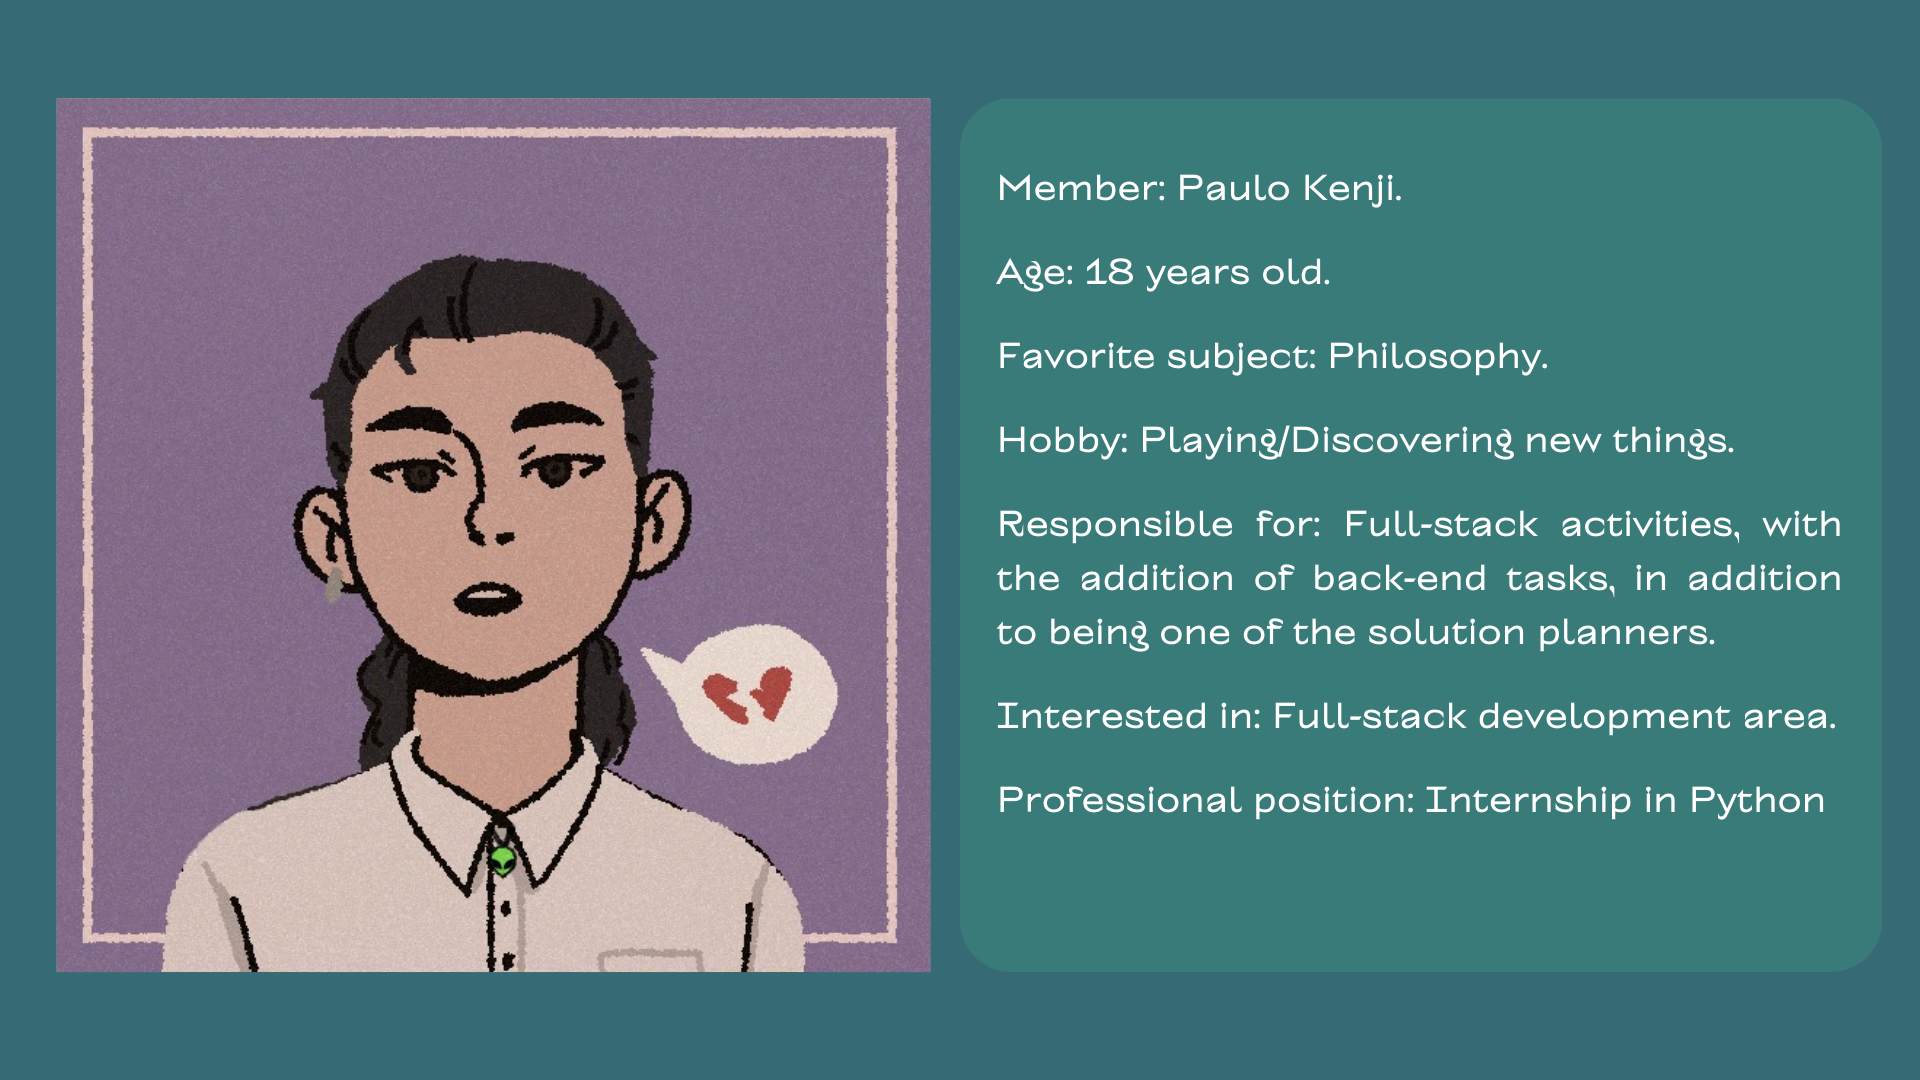 Member: Paulo Kenji.
Age: 18 years old.
Favorite subject: Philosophy.
Hobby: Playing/Discovering new things.
Responsible for: Full-stack activities, with
the addition of back-end tasks, in addition
to being one of the solution planners.
Interested in: Full-stack development area.
Professional position: Internship in Python